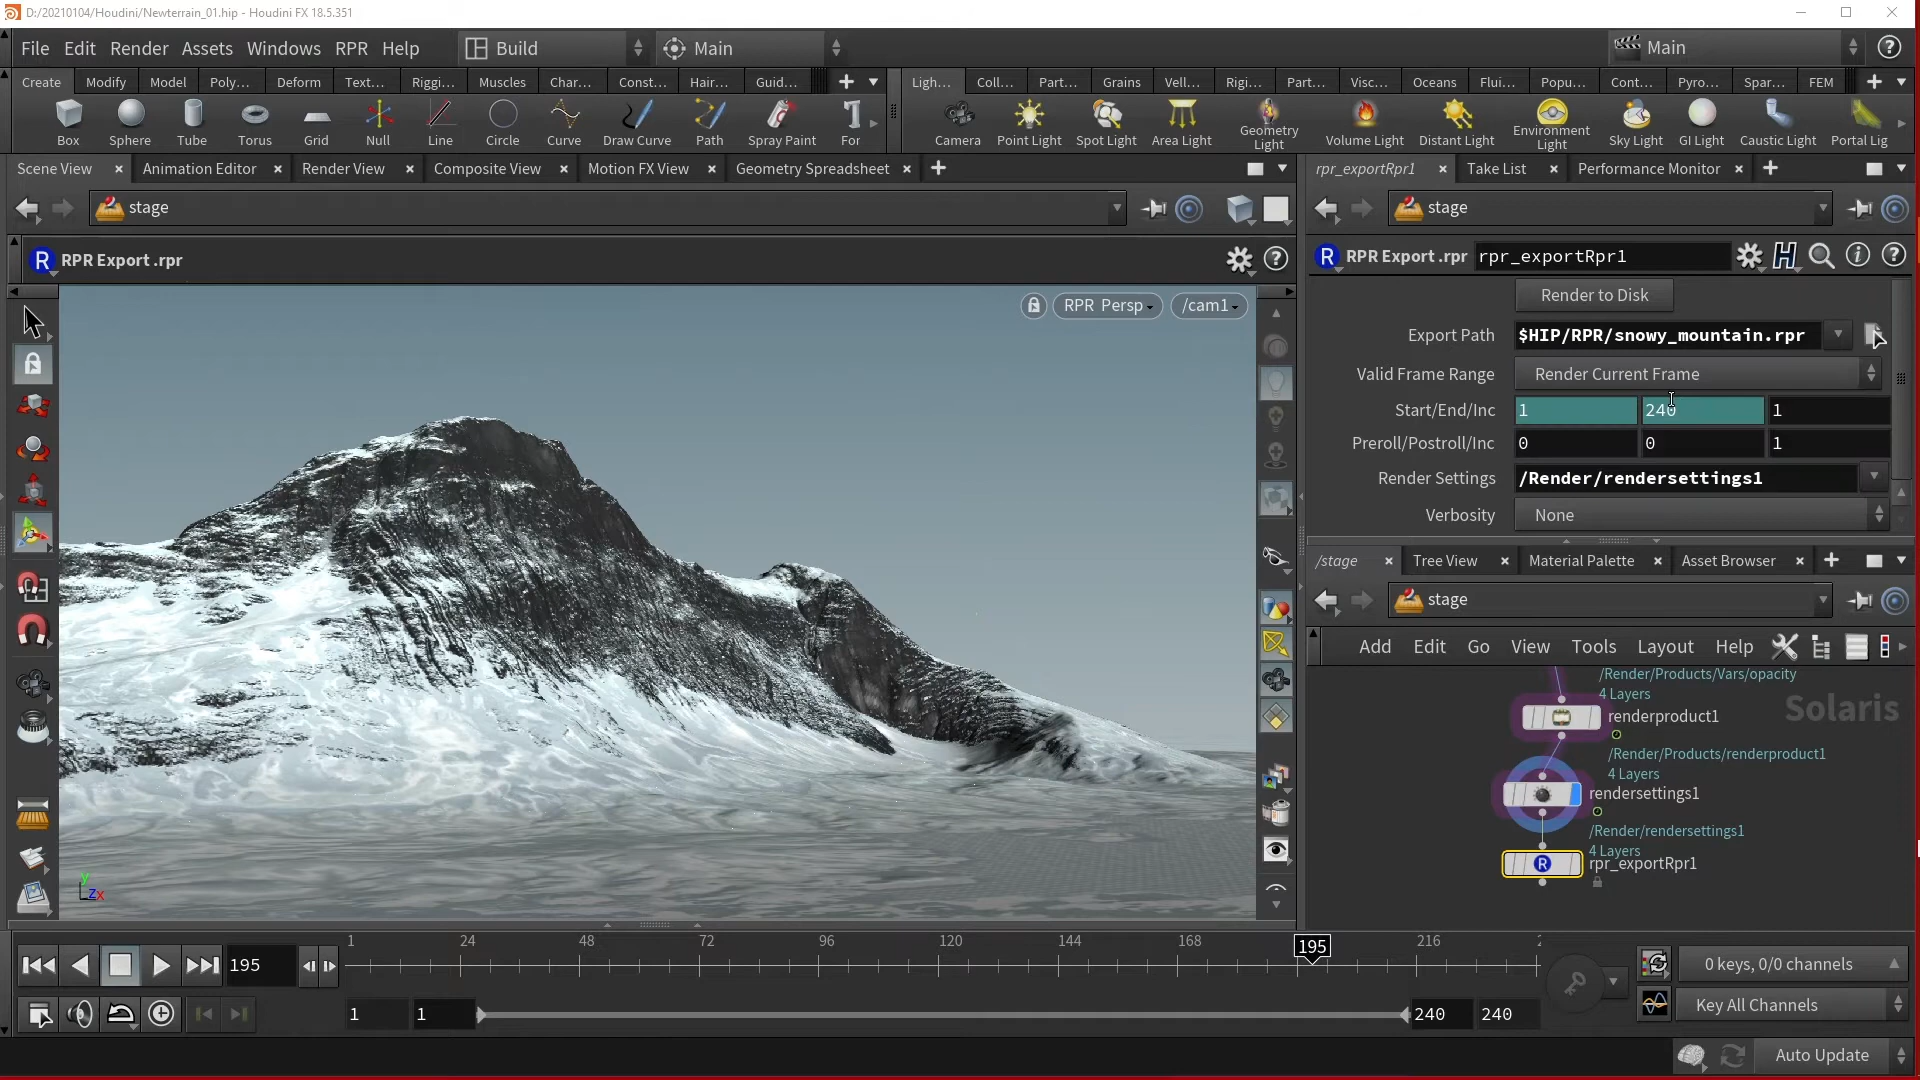 D:/20210104/Houdini/Newterrain_01.hip - Houdini FX 18.5.351
File Edit Render Assets Windows RPR Help Build Main Main
Create Modify Model Poly... Deform Text... Riggi... Muscles Char... Const... Hair... Guid...
Ligh... Coll... Part... Grains Vell... Rigi... Part... Visc... Oceans Flui... Popu... Cont... Pyro... Spar... FEM
Box Sphere Tube Torus Grid Null Line Circle Curve Draw Curve Path Spray Paint For
Camera Point Light Spot Light Area Light Geometry Light Volume Light Distant Light Environment Light Sky Light GI Light Caustic Light Portal Lig
Scene View Animation Editor Render View Composite View Motion FX View Geometry Spreadsheet
stage
R RPR Export .rpr
RPR Persp /cam1
y
z x
rpr_exportRpr1 Take List Performance Monitor
stage
R RPR Export .rpr rpr_exportRpr1
Render to Disk
Export Path $HIP/RPR/snowy_mountain.rpr
Valid Frame Range Render Current Frame
Start/End/Inc 1 240 1
Preroll/Postroll/Inc 0 0 1
Render Settings /Render/rendersettings1
Verbosity None
/stage Tree View Material Palette Asset Browser
stage
Add Edit Go View Tools Layout Help
Solaris
/Render/Products/Vars/opacity
4 Layers
renderproduct1
/Render/Products/renderproduct1
4 Layers
rendersettings1
/Render/rendersettings1
4 Layers
R rpr_exportRpr1
195
1 24 48 72 96 120 144 168 195 216
0 keys, 0/0 channels
1 1 240 240
Key All Channels
Auto Update